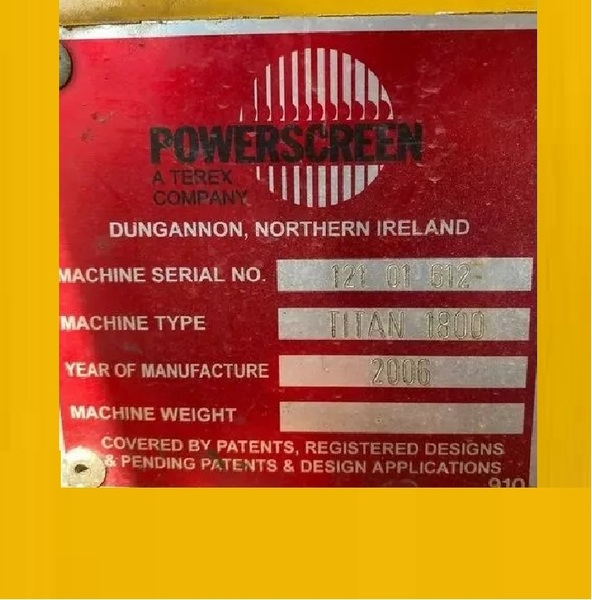 POWERSCREEN
A TEREX
COMPANY
DUNGANNON, NORTHERN IRELAND
MACHINE SERIAL NO. 121 01 612
MACHINE TYPE TITAN 1800
YEAR OF MANUFACTURE 2006
MACHINE WEIGHT
COVERED BY PATENTS, REGISTERED DESIGNS
& PENDING PATENTS & DESIGN APPLICATIONS
910